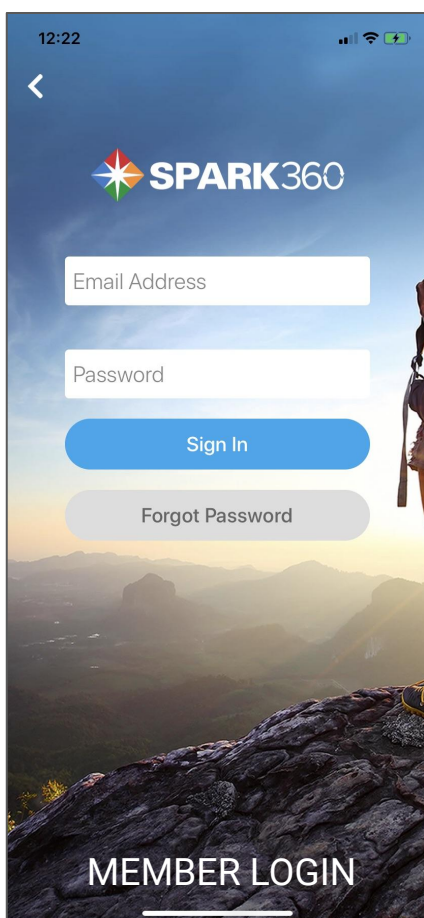 12:22
SPARK360
Email Address
Password
Sign In
Forgot Password
MEMBER LOGIN